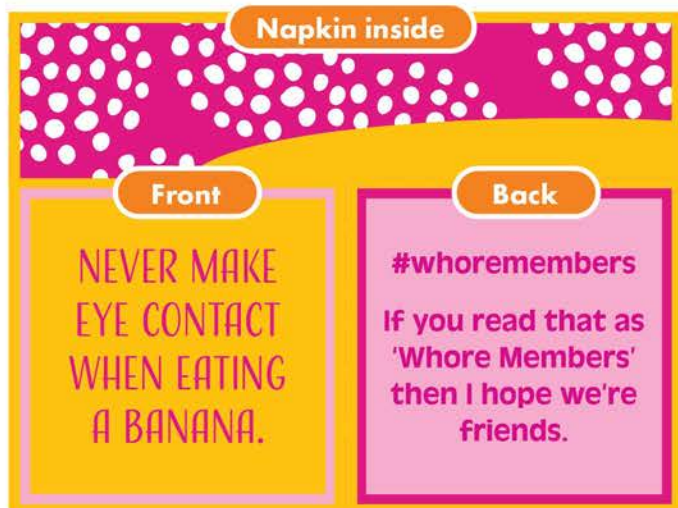 Napkin inside
Front
NEVER MAKE
EYE CONTACT
WHEN EATING
A BANANA.
Back
#whoremembers
If you read that as
'Whore Members'
then I hope we're
friends.